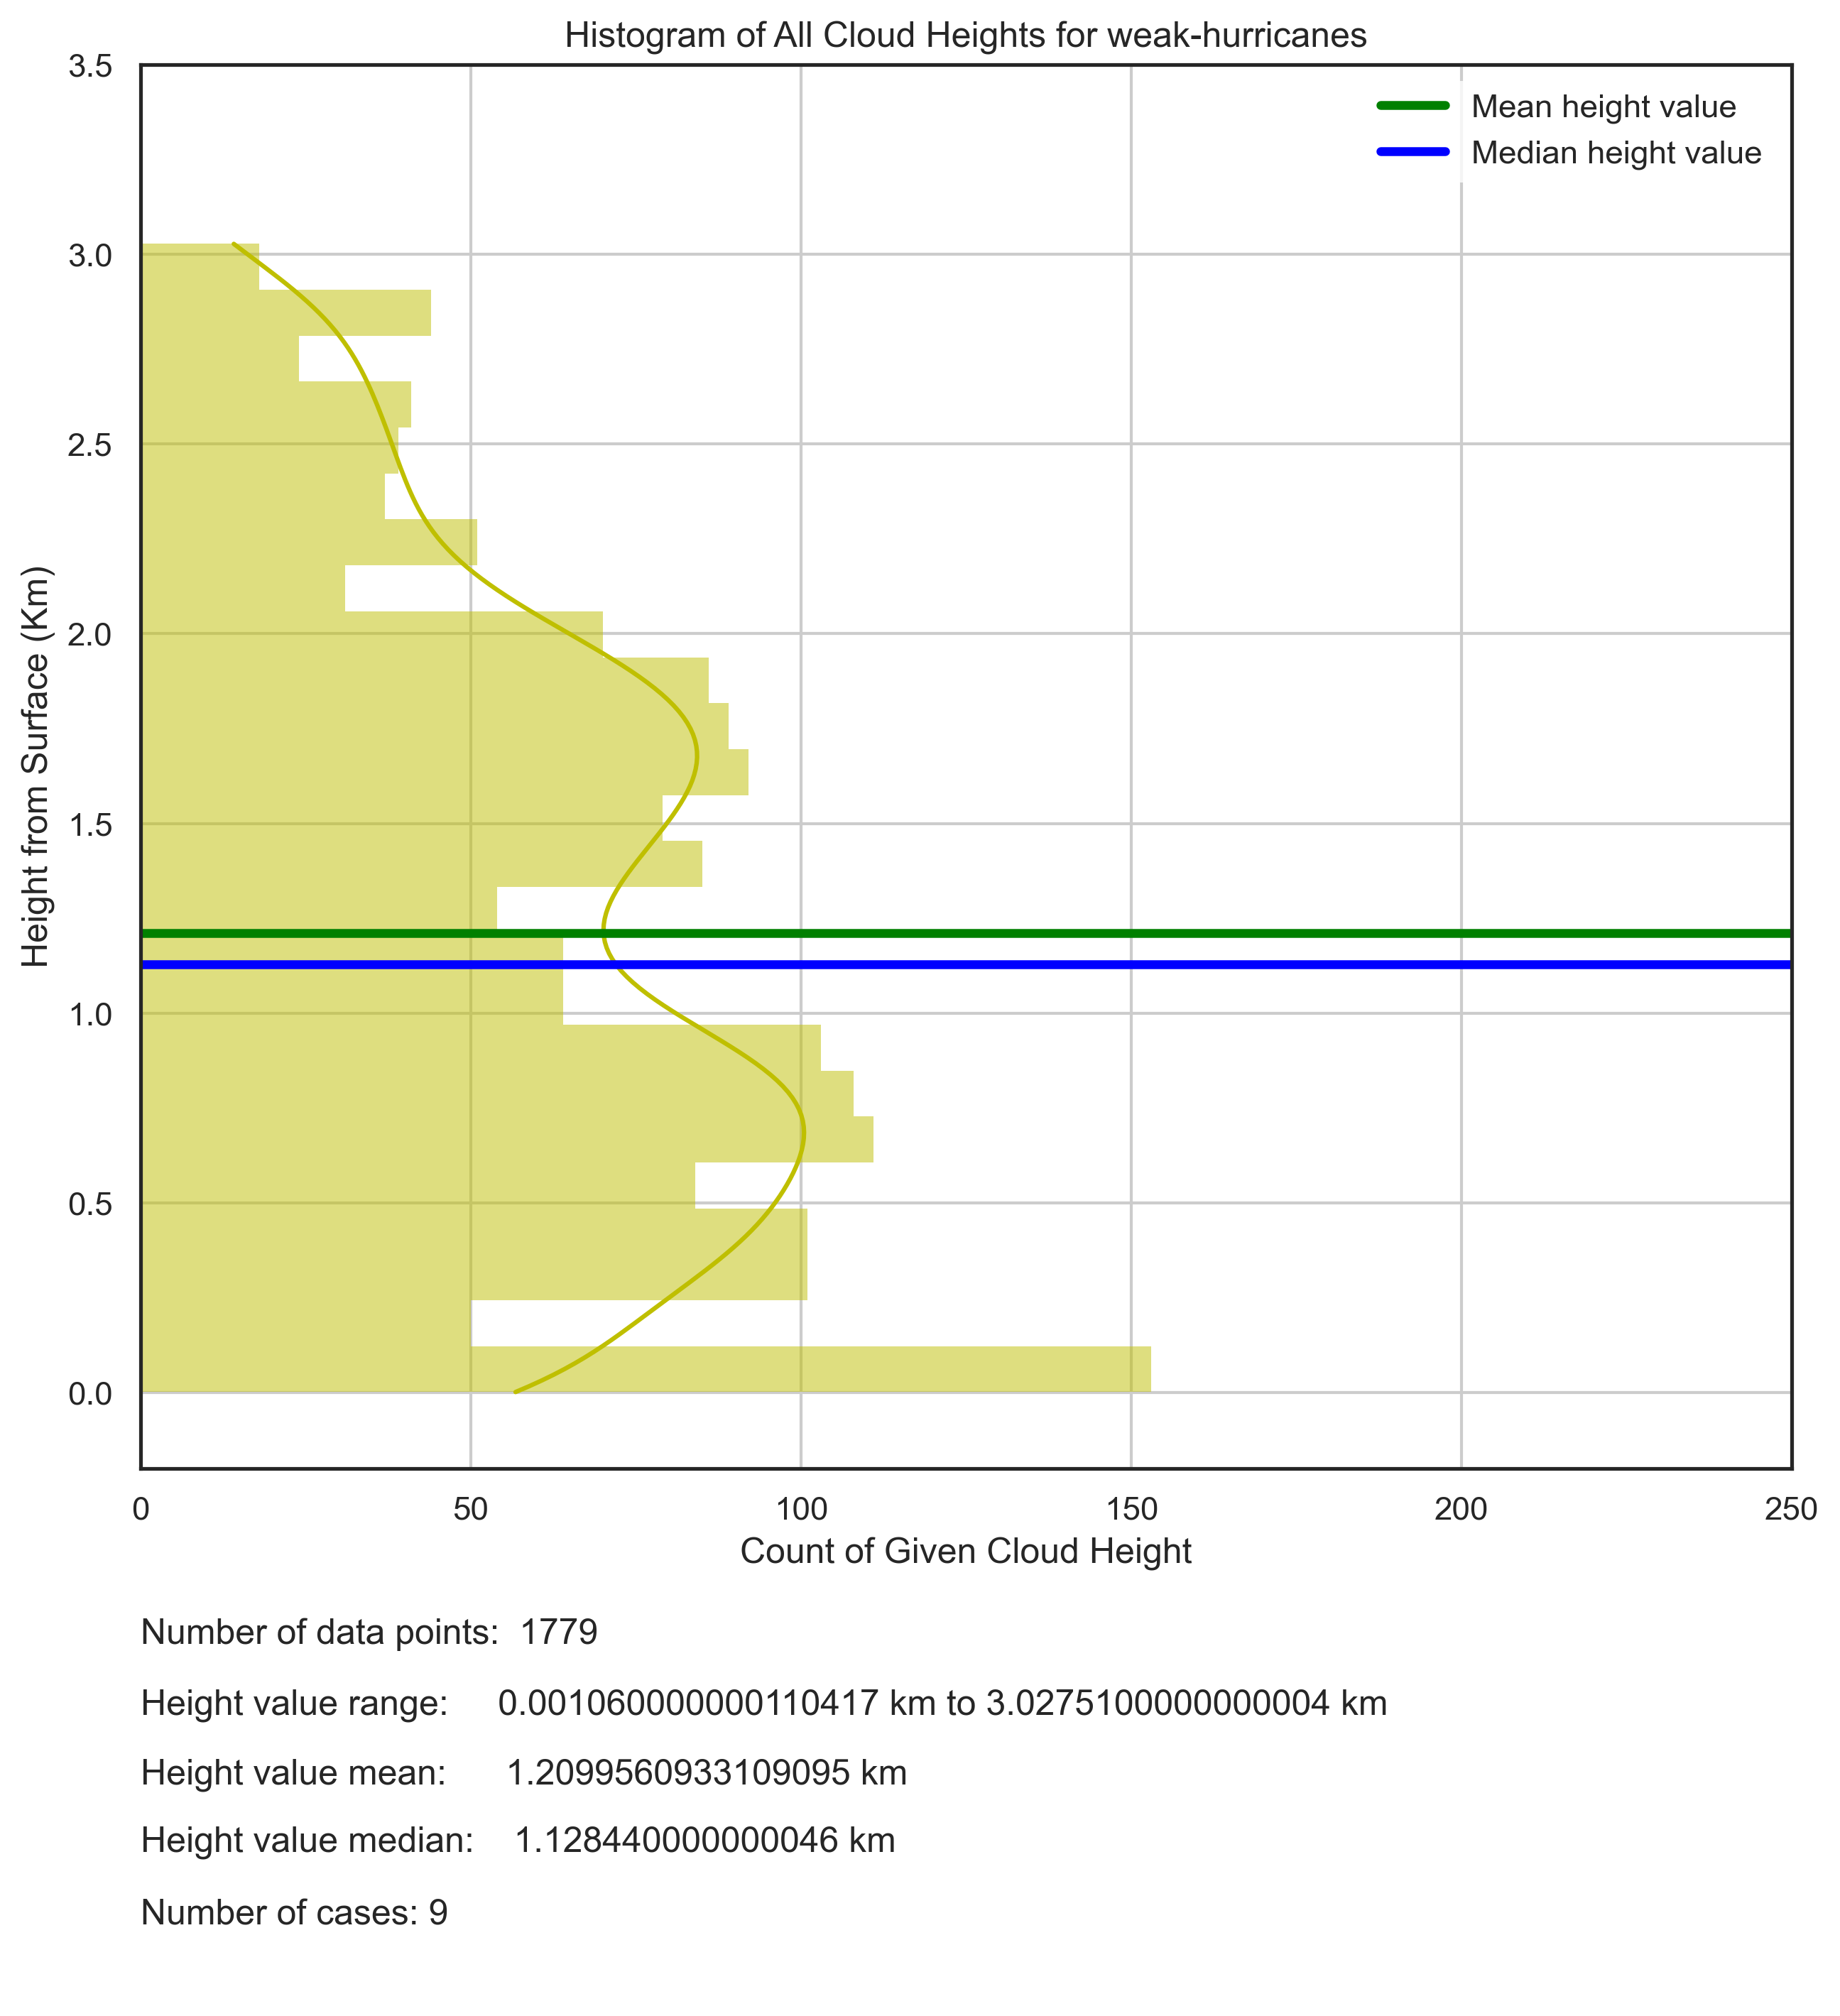 Histogram of All Cloud Heights for weak-hurricanes
3.5
3.0
2.5
2.0
1.5
1.0
0.5
0.0
Height from Surface (Km)
Mean height value
Median height value
0 50 100 150 200 250
Count of Given Cloud Height
Number of data points: 1779
Height value range: 0.0010600000000110417 km to 3.0275100000000004 km
Height value mean: 1.2099560933109095 km
Height value median: 1.128440000000046 km
Number of cases: 9